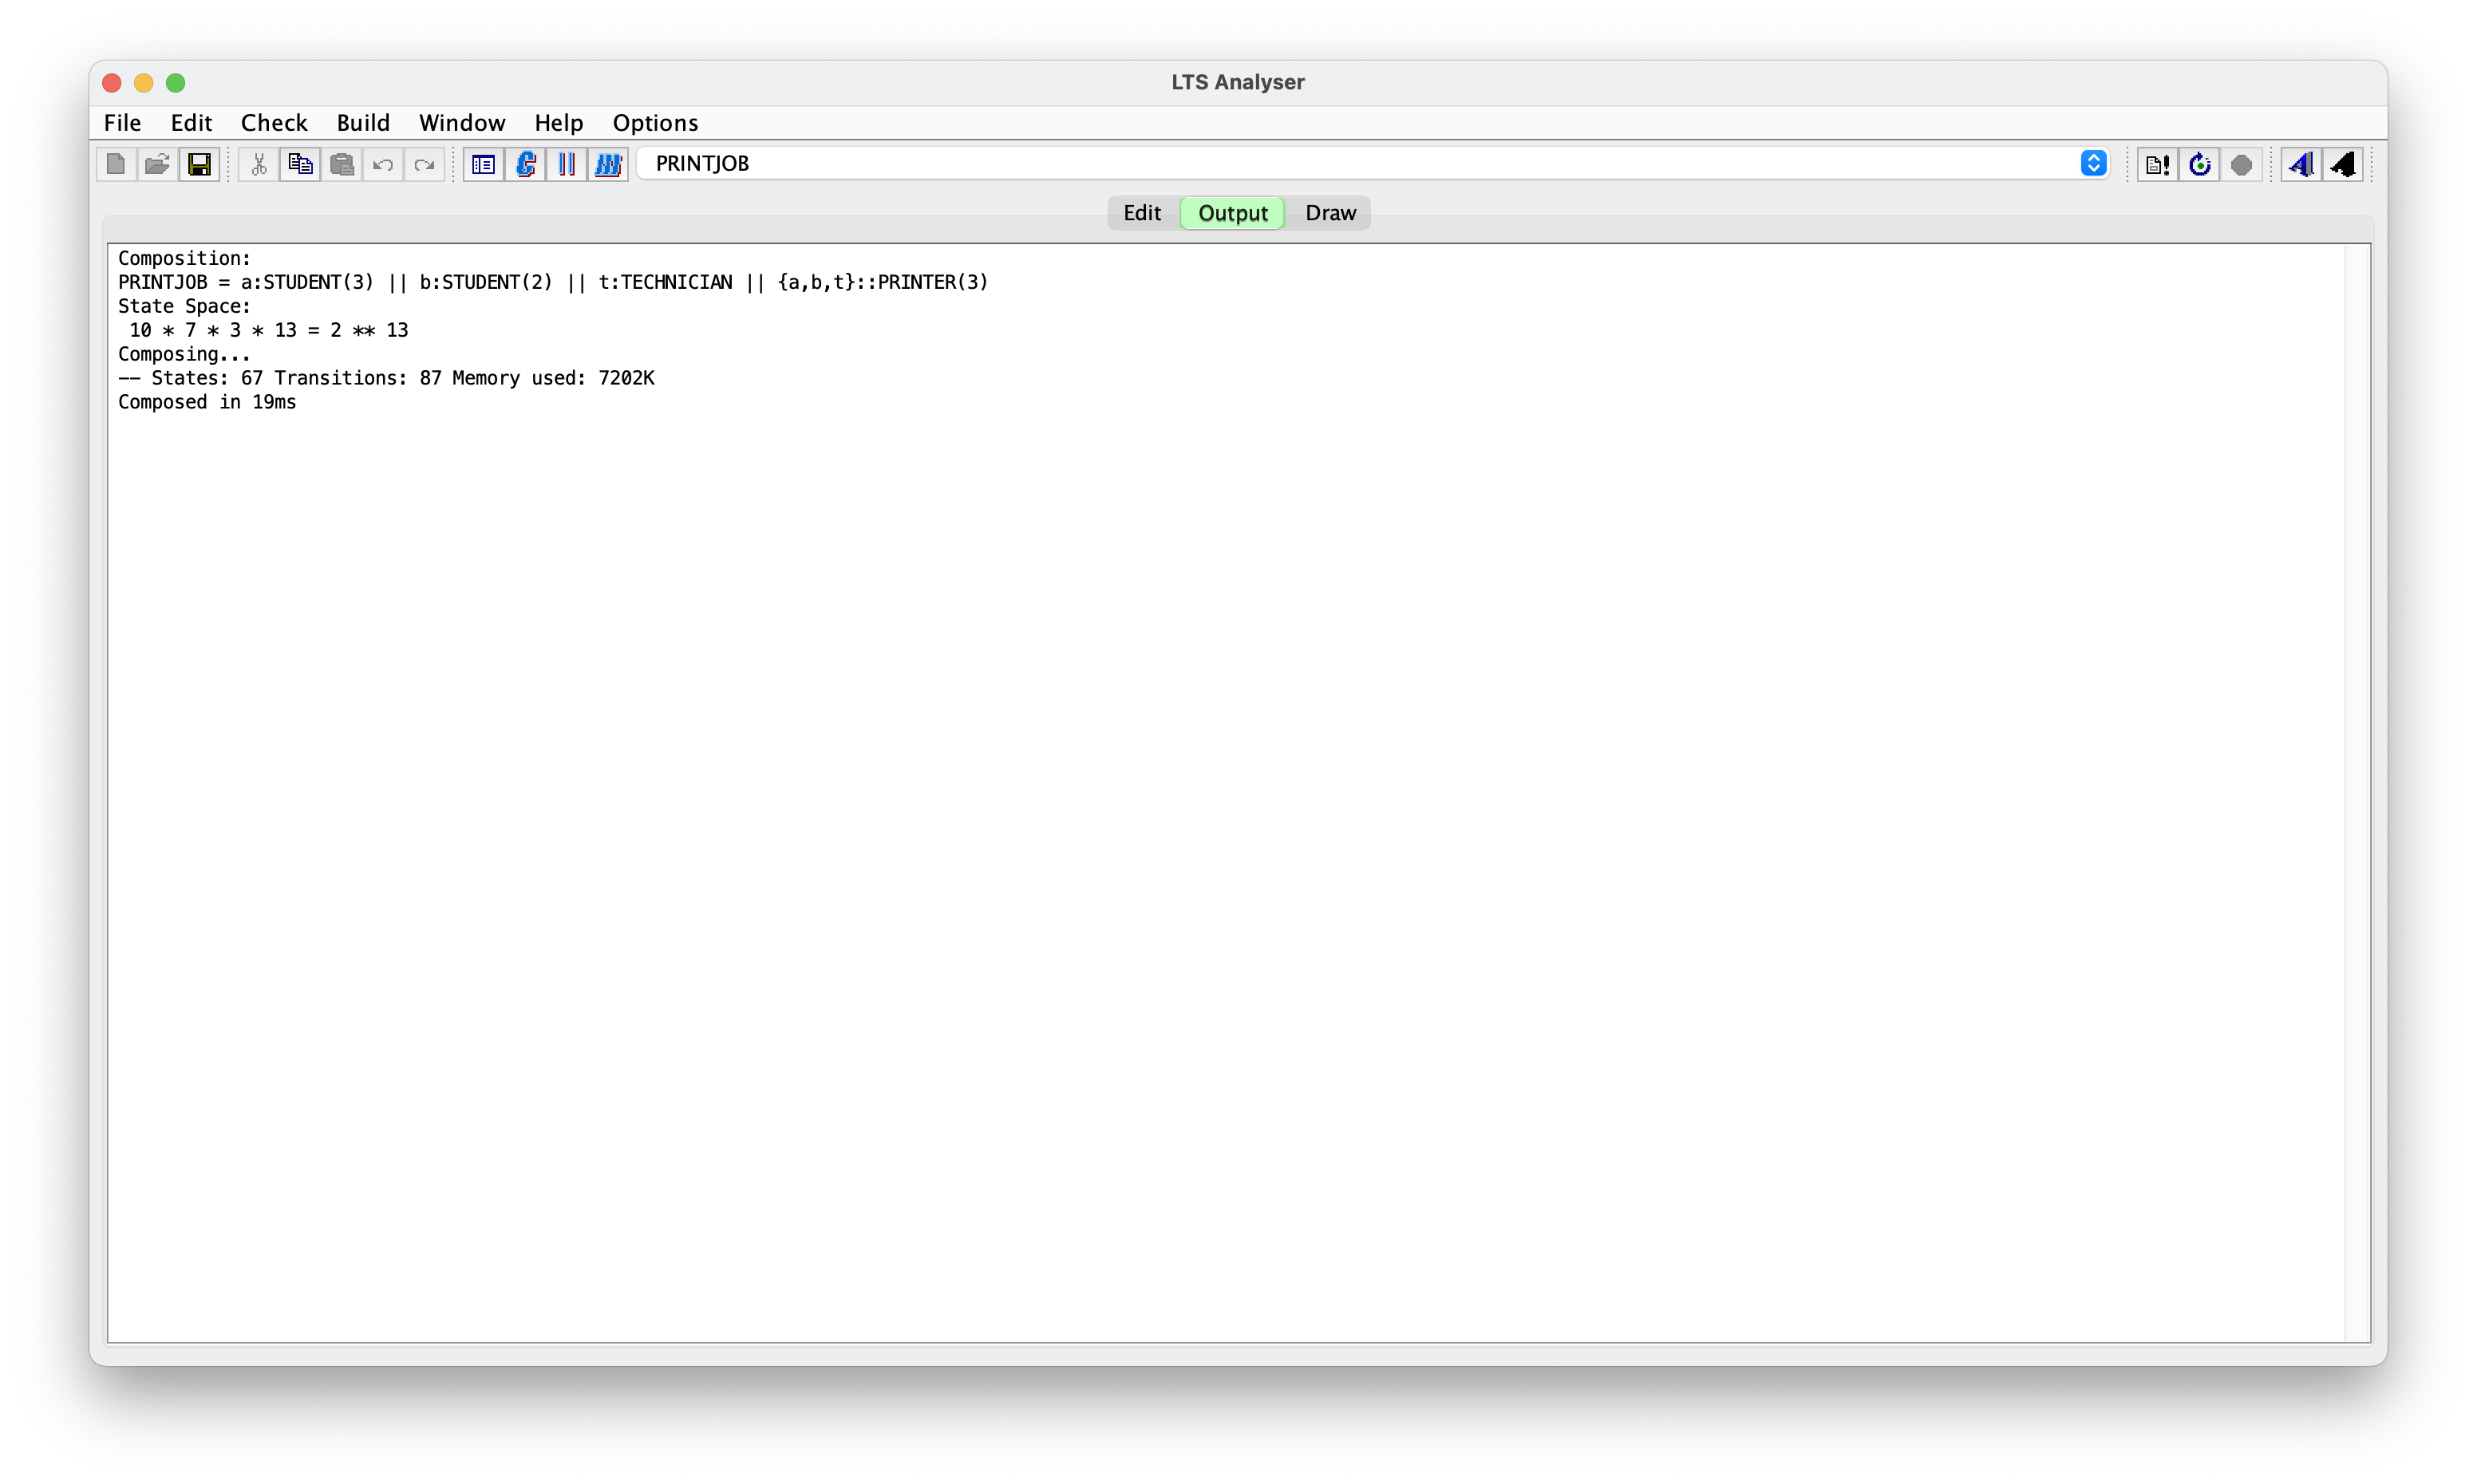 LTS Analyser
File Edit Check Build Window Help Options
PRINTJOB
Edit Output Draw
Composition:
PRINTJOB = a:STUDENT(3) || b:STUDENT(2) || t:TECHNICIAN || {a,b,t}::PRINTER(3)
State Space:
10 * 7 * 3 * 13 = 2 ** 13
Composing...
-- States: 67 Transitions: 87 Memory used: 7202K
Composed in 19ms